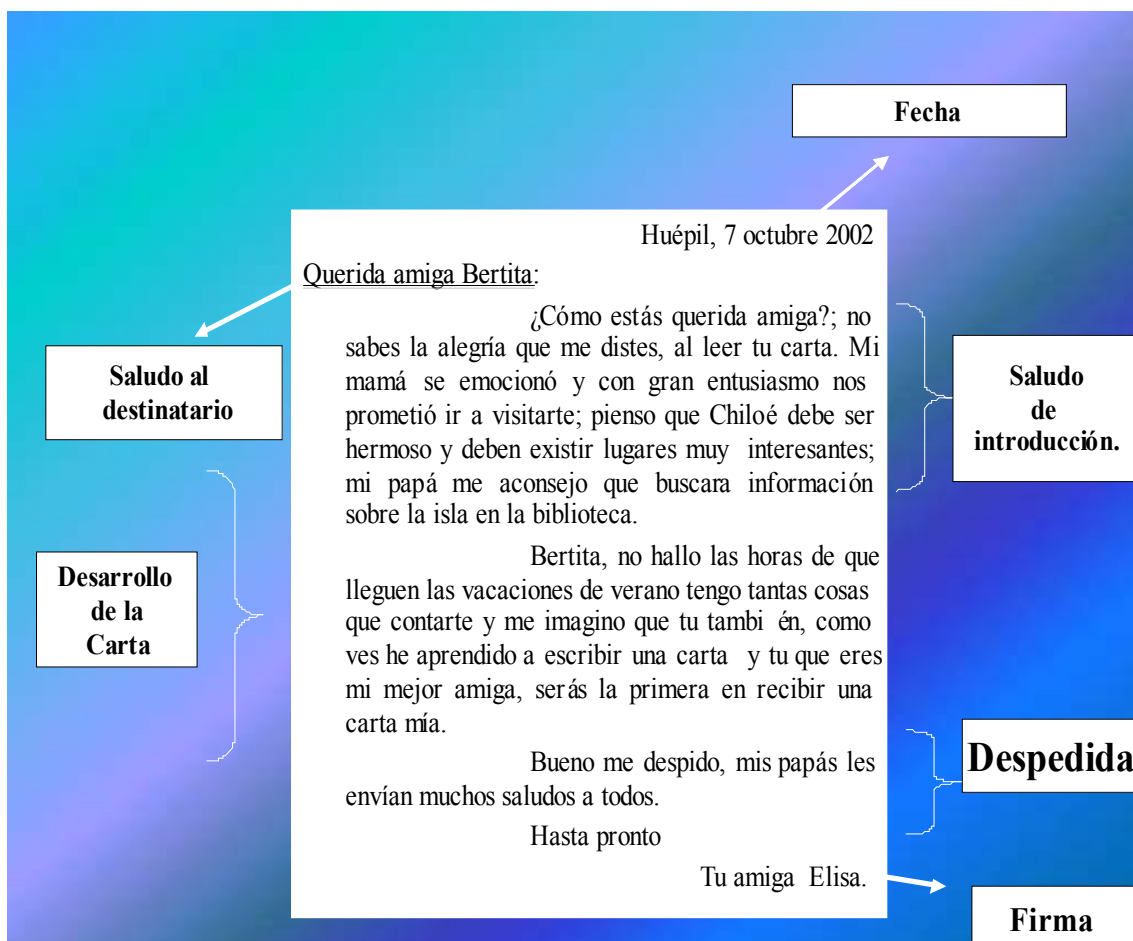 Fecha
Huépil, 7 octubre 2002
Querida amiga Bertita:
¿Cómo estás querida amiga?; no
sabes la alegría que me distes, al leer tu carta. Mi
mamá se emocionó y con gran entusiasmo nos
prometió ir a visitarte; pienso que Chiloé debe ser
hermoso y deben existir lugares muy interesantes;
mi papá me aconsejo que buscara información
sobre la isla en la biblioteca.
Bertita, no hallo las horas de que
lleguen las vacaciones de verano tengo tantas cosas
que contarte y me imagino que tu tambi én, como
ves he aprendido a escribir una carta y tu que eres
mi mejor amiga, serás la primera en recibir una
carta mía.
Bueno me despido, mis papás les
envían muchos saludos a todos.
Hasta pronto
Tu amiga Elisa.
Saludo al
destinatario
Desarrollo
de la
Carta
Saludo
de
introducción.
Despedida
Firma